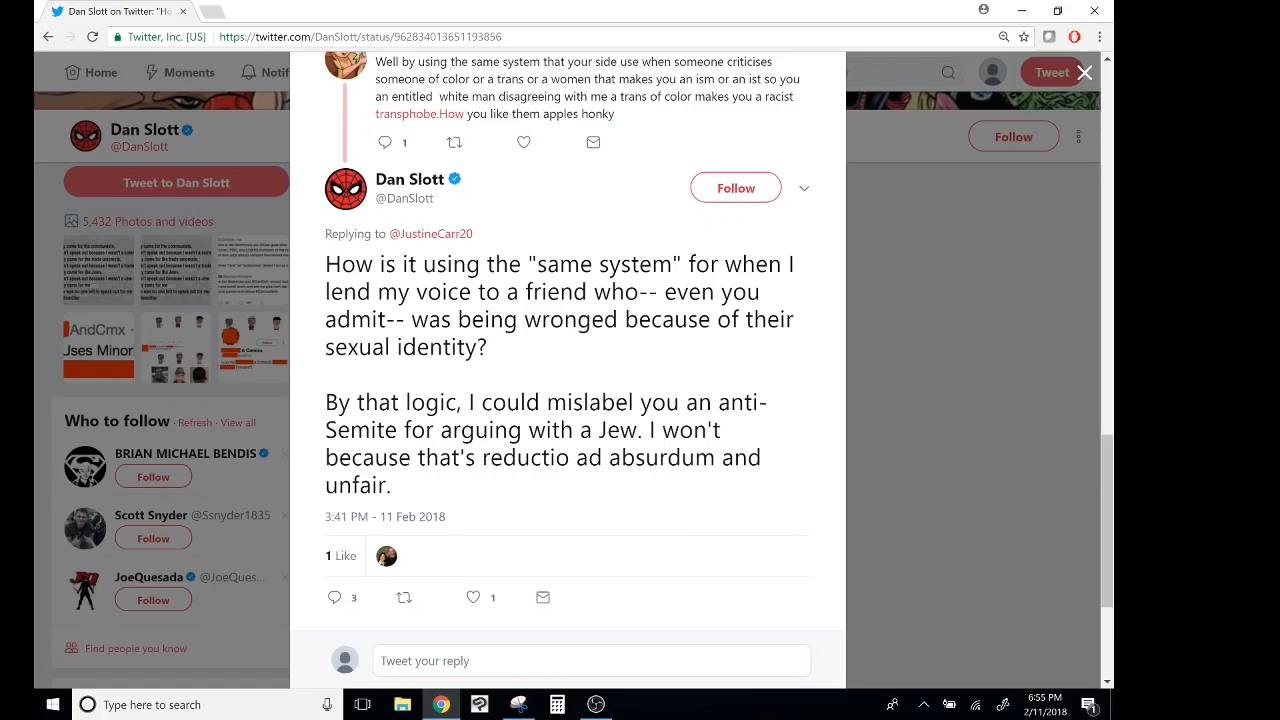 Dan Slott on Twitter: "Ho
Twitter, Inc. [US]
https://twitter.com/DanSlott/status/962834013651193856
Home
Moments
Notif
Tweet
Dan Slott
@DanSlott
Follow
Tweet to Dan Slott
5,432 Photos and videos
AndCmx
Uses Minor
Who to follow · Refresh · View all
BRIAN MICHAEL BENDIS
Follow
Scott Snyder @Ssnyder1835
Follow
JoeQuesada @JoeQues...
Follow
Find people you know
Well by using the same system that your side use when someone criticises
someone of color or a trans or a women that makes you an ism or an ist so you
an entitled white man disagreeing with me a trans of color makes you a racist
transphobe.How you like them apples honky
1
Dan Slott
@DanSlott
Follow
Replying to @JustineCarr20
How is it using the "same system" for when I
lend my voice to a friend who-- even you
admit-- was being wronged because of their
sexual identity?
By that logic, I could mislabel you an anti-
Semite for arguing with a Jew. I won't
because that's reductio ad absurdum and
unfair.
3:41 PM - 11 Feb 2018
1 Like
3
1
Tweet your reply
Type here to search
6:55 PM
2/11/2018
1